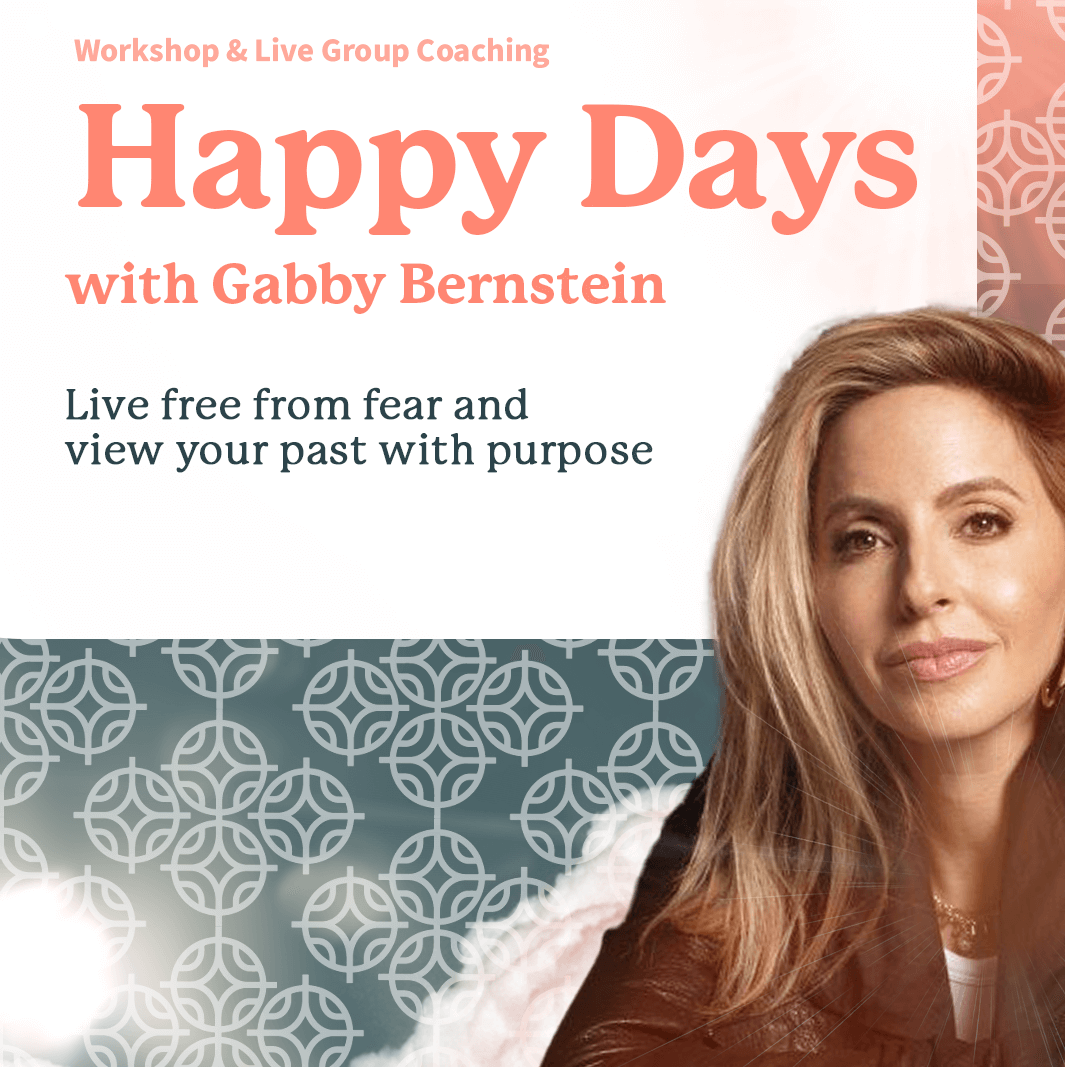 Workshop & Live Group Coaching
Happy Days
with Gabby Bernstein
Live free from fear and
view your past with purpose